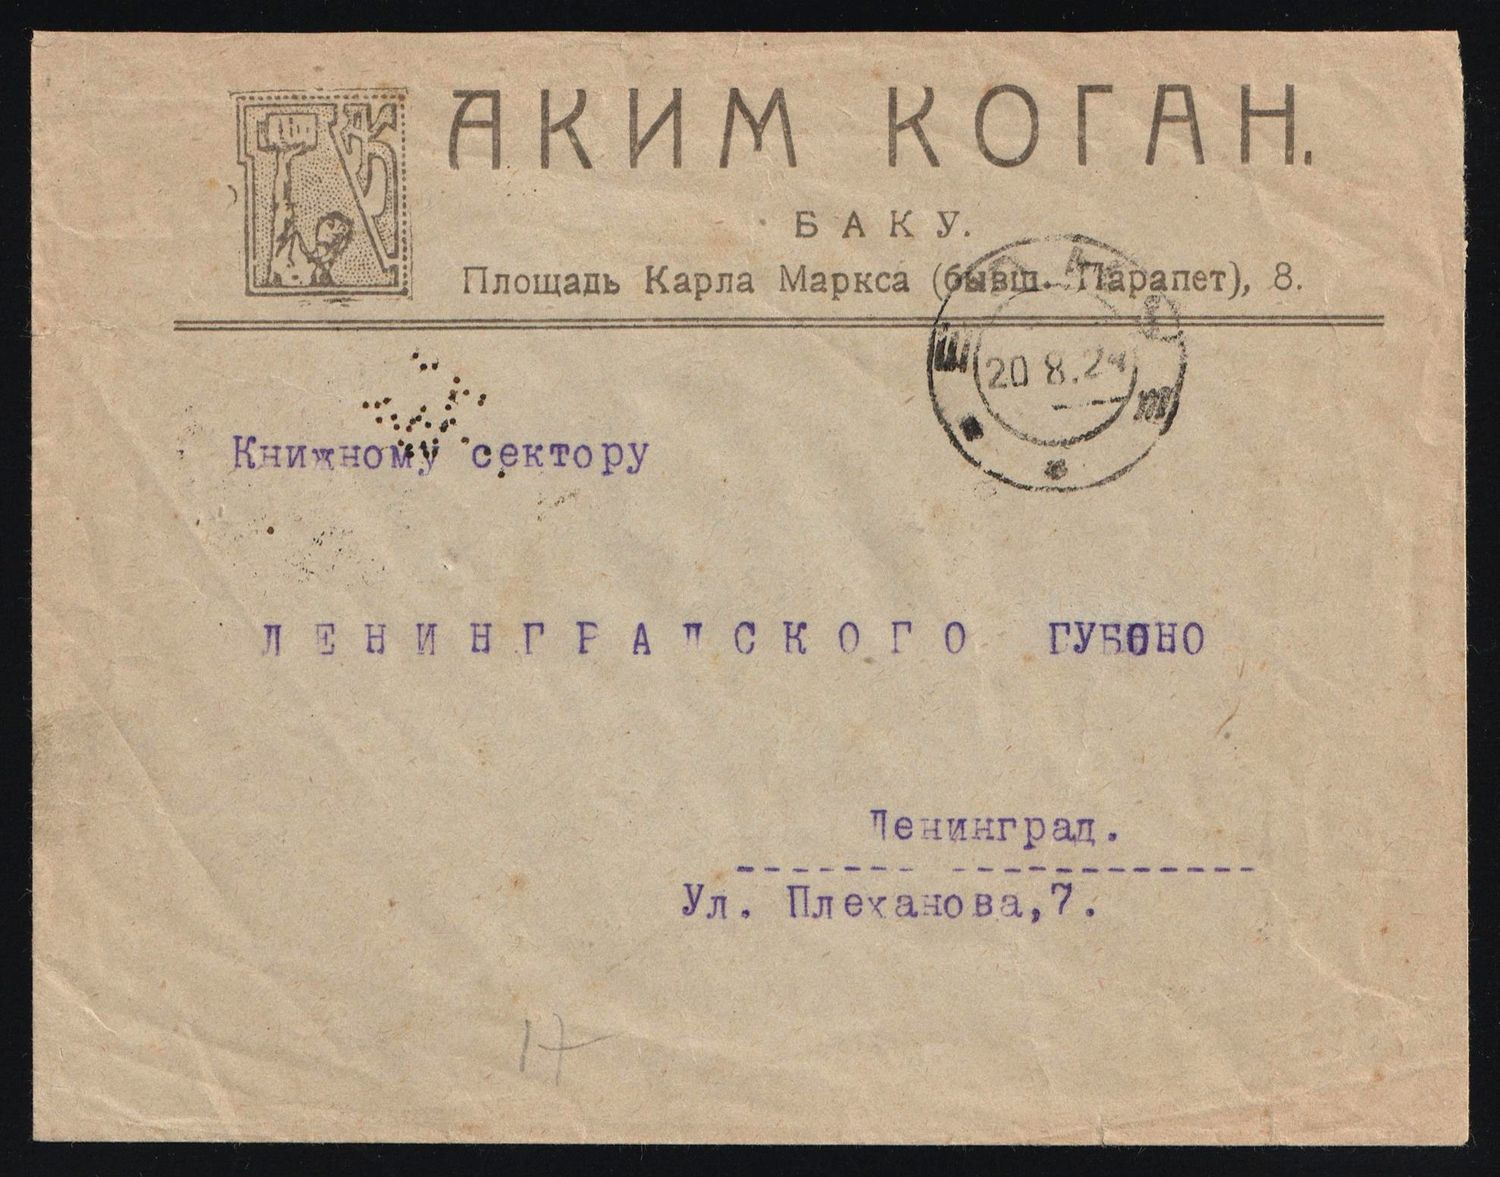 АКИМ КОГАН.
БАКУ.
Площадь Карла Маркса (бывш. Парапет), 8.
20 8.24
Книжному сектору
ЛЕНИНГРАДСКОГО ГУБОНО
Ленинград.
Ул. Плеханова,7.
17